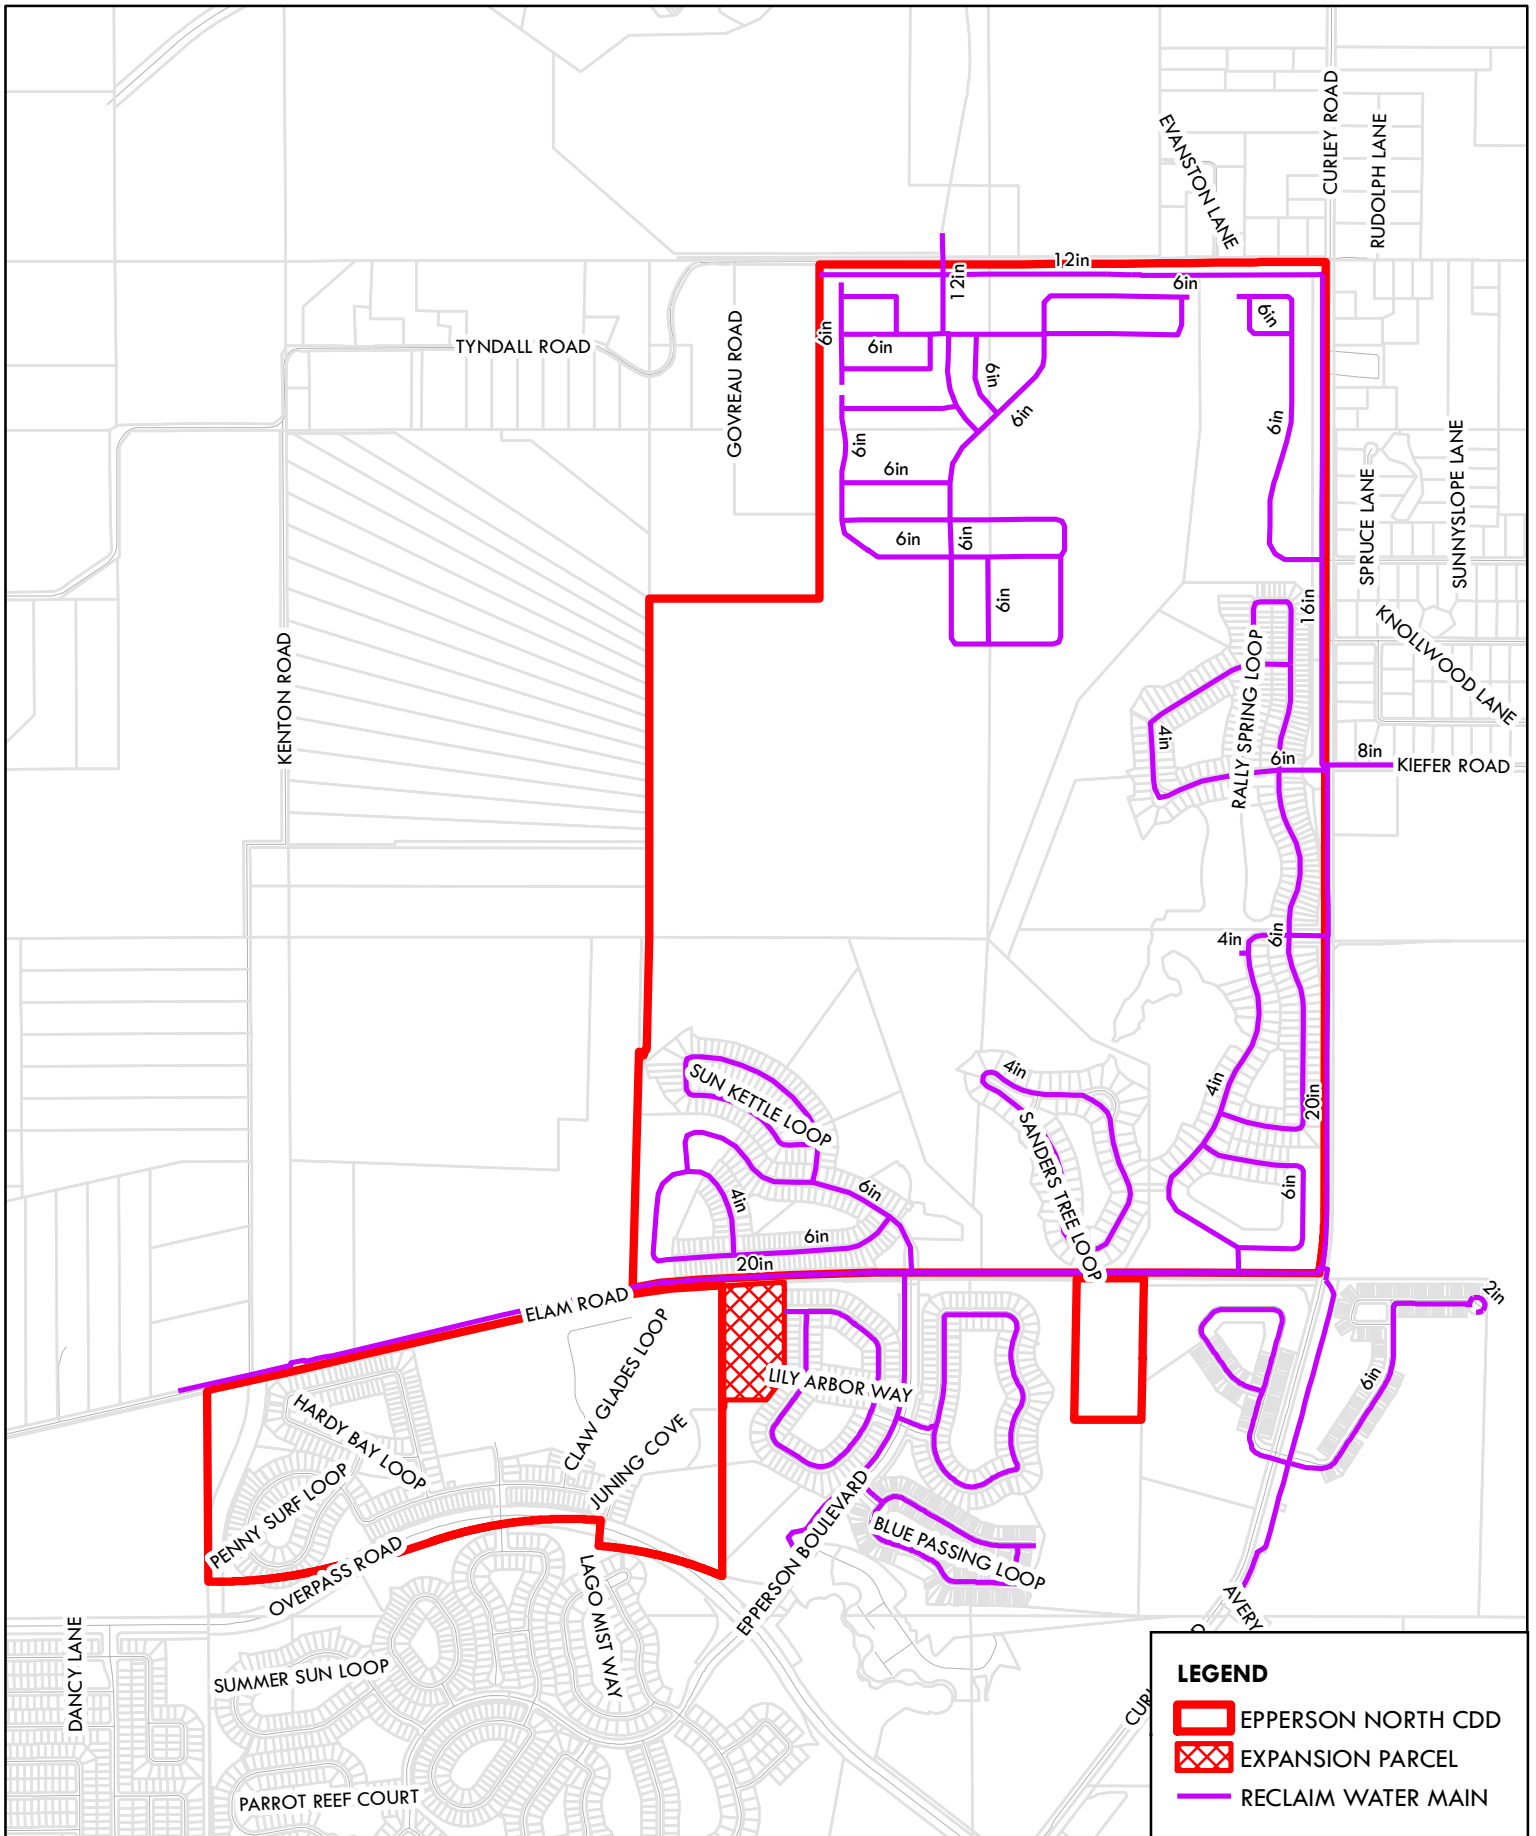 CURLEY ROAD
EVANSTON LANE
RUDOLPH LANE
12in
12in
6in
6in
6in
6in
TYNDALL ROAD
GOVREAU ROAD
6in
6in
6in
6in
6in
SUNNYSLOPE LANE
SPRUCE LANE
6in
6in
6in
6in
16in
KNOLLWOOD LANE
KENTON ROAD
RALLY SPRING LOOP
4in
6in
8in
KIEFER ROAD
4in
6in
SUN KETTLE LOOP
4in
4in
20in
SANDERS TREE LOOP
4in
6in
6in
6in
20in
2in
ELAM ROAD
CLAW GLADES LOOP
LILY ARBOR WAY
6in
HARDY BAY LOOP
JUNING COVE
PENNY SURF LOOP
OVERPASS ROAD
EPPERSON BOULEVARD
BLUE PASSING LOOP
LAGO MIST WAY
AVERY
D
CUR
DANCY LANE
SUMMER SUN LOOP
PARROT REEF COURT
LEGEND
EPPERSON NORTH CDD
EXPANSION PARCEL
RECLAIM WATER MAIN